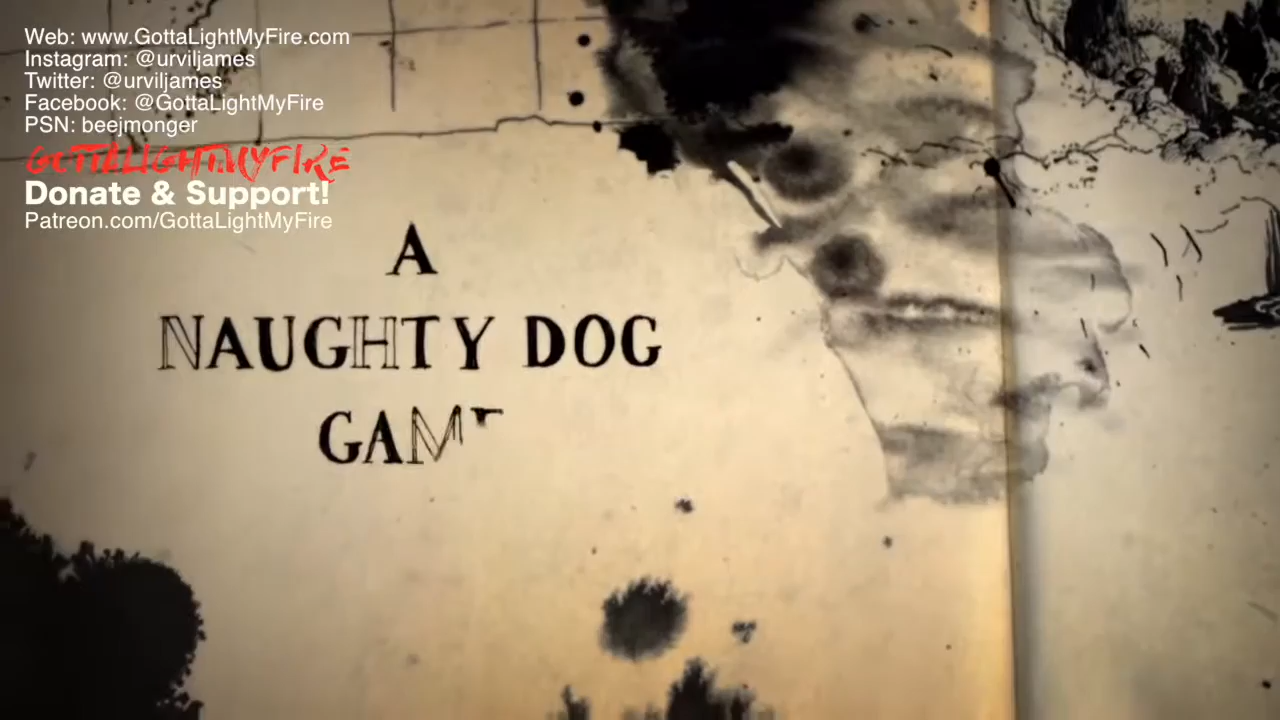 Web: www.GottaLightMyFire.com
Instagram: @urviljames
Twitter: @urviljames
Facebook: @GottaLightMyFire
PSN: beejmonger
GOTTALIGHTMYFIRE
Donate & Support!
Patreon.com/GottaLightMyFire
A
NAUGHTY DOG
GAME